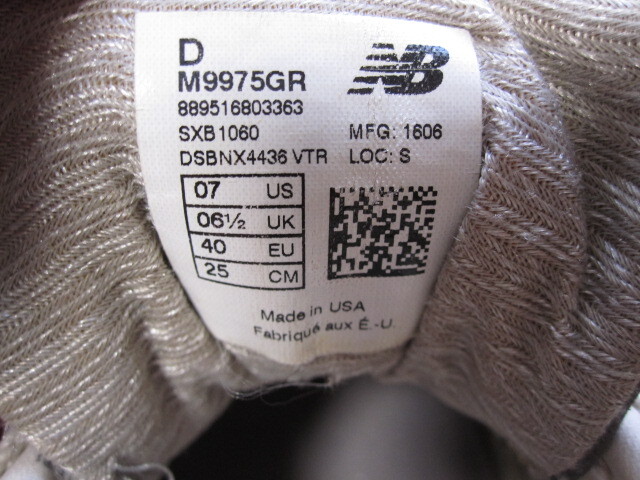 D
NB
M9975GR
889516803363
SXB1060 MFG: 1606
DSBNX4436 VTR LOC: S
07 US
06½ UK
40 EU
25 CM
Made in USA
Fabriqué aux É.-U.